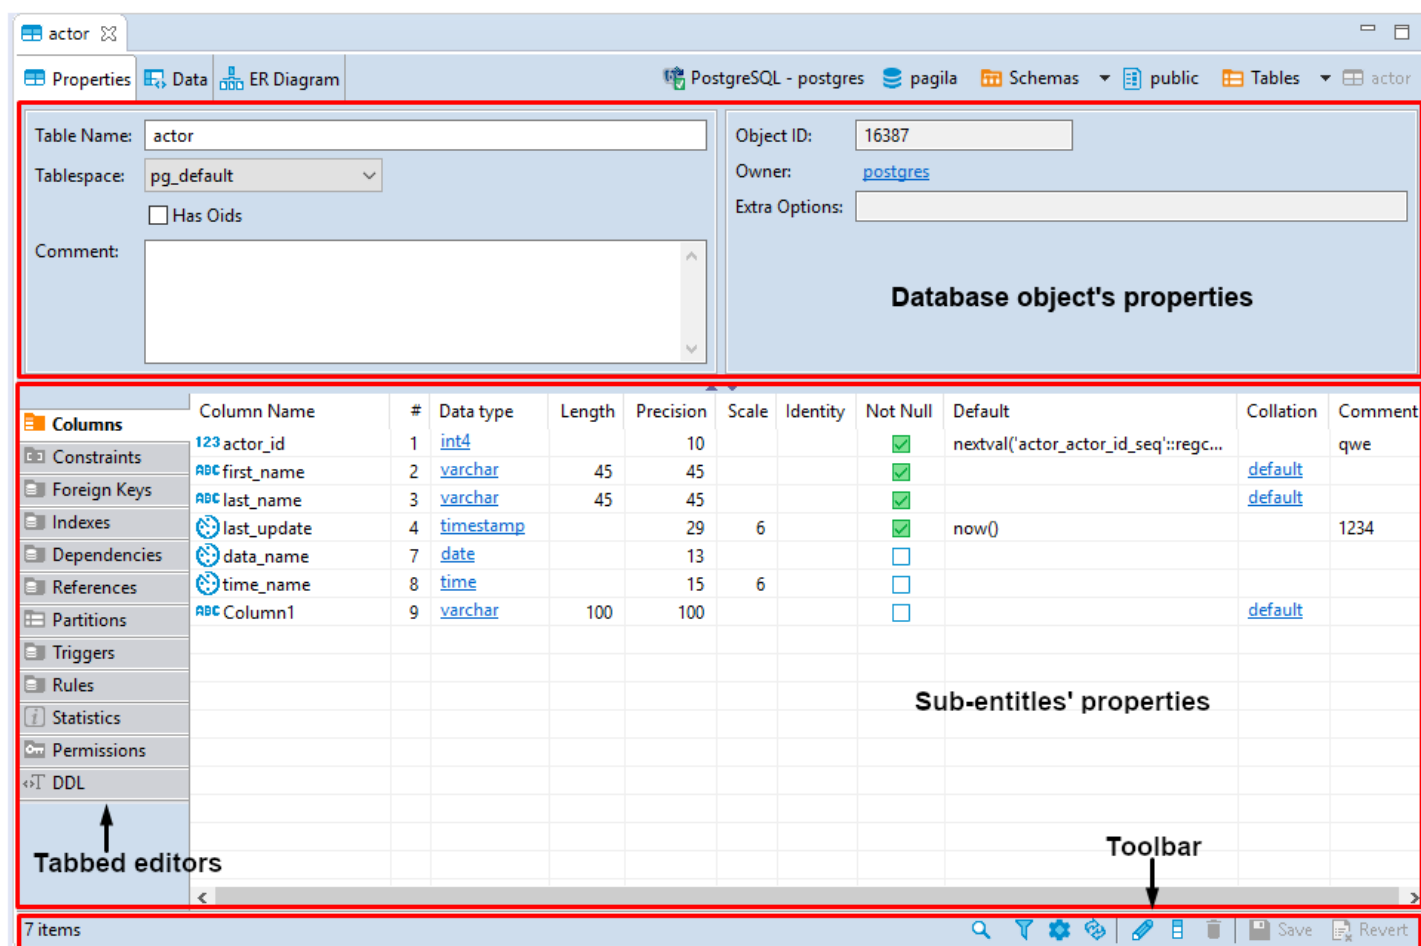 actor
Properties Data ER Diagram PostgreSQL - postgres pagila Schemas public Tables actor
Table Name: actor
Tablespace: pg_default
Has Oids
Comment:
Object ID: 16387
Owner: postgres
Extra Options:
Database object's properties
Columns
Constraints
Foreign Keys
Indexes
Dependencies
References
Partitions
Triggers
Rules
Statistics
Permissions
DDL
Tabbed editors
Column Name # Data type Length Precision Scale Identity Not Null Default Collation Comment
123 actor_id 1 int4 10 nextval('actor_actor_id_seq'::regc... qwe
ABC first_name 2 varchar 45 45 default
ABC last_name 3 varchar 45 45 default
last_update 4 timestamp 29 6 now() 1234
data_name 7 date 13
time_name 8 time 15 6
ABC Column1 9 varchar 100 100 default
Sub-entitles' properties
Toolbar
7 items Save Revert